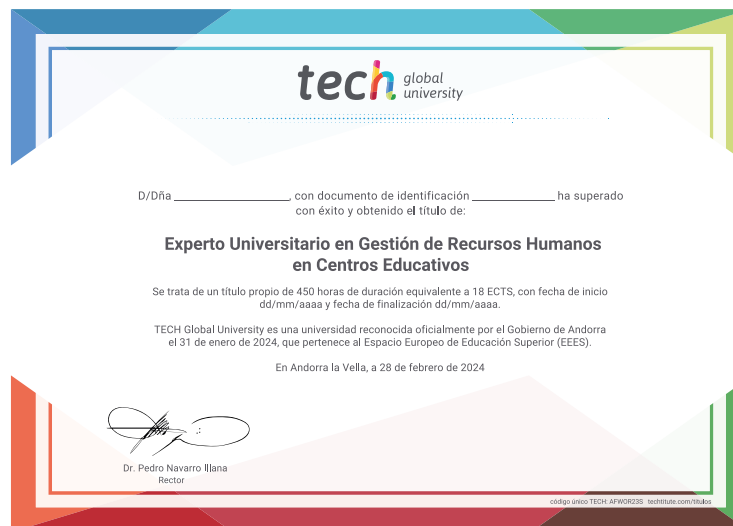 tech global university
D/Dña ____________________, con documento de identificación ______________ ha superado
con éxito y obtenido el título de:
Experto Universitario en Gestión de Recursos Humanos
en Centros Educativos
Se trata de un título propio de 450 horas de duración equivalente a 18 ECTS, con fecha de inicio
dd/mm/aaaa y fecha de finalización dd/mm/aaaa.
TECH Global University es una universidad reconocida oficialmente por el Gobierno de Andorra
el 31 de enero de 2024, que pertenece al Espacio Europeo de Educación Superior (EEES).
En Andorra la Vella, a 28 de febrero de 2024
Dr. Pedro Navarro Illana
Rector
código único TECH: AFWOR23S techtitute.com/titulos